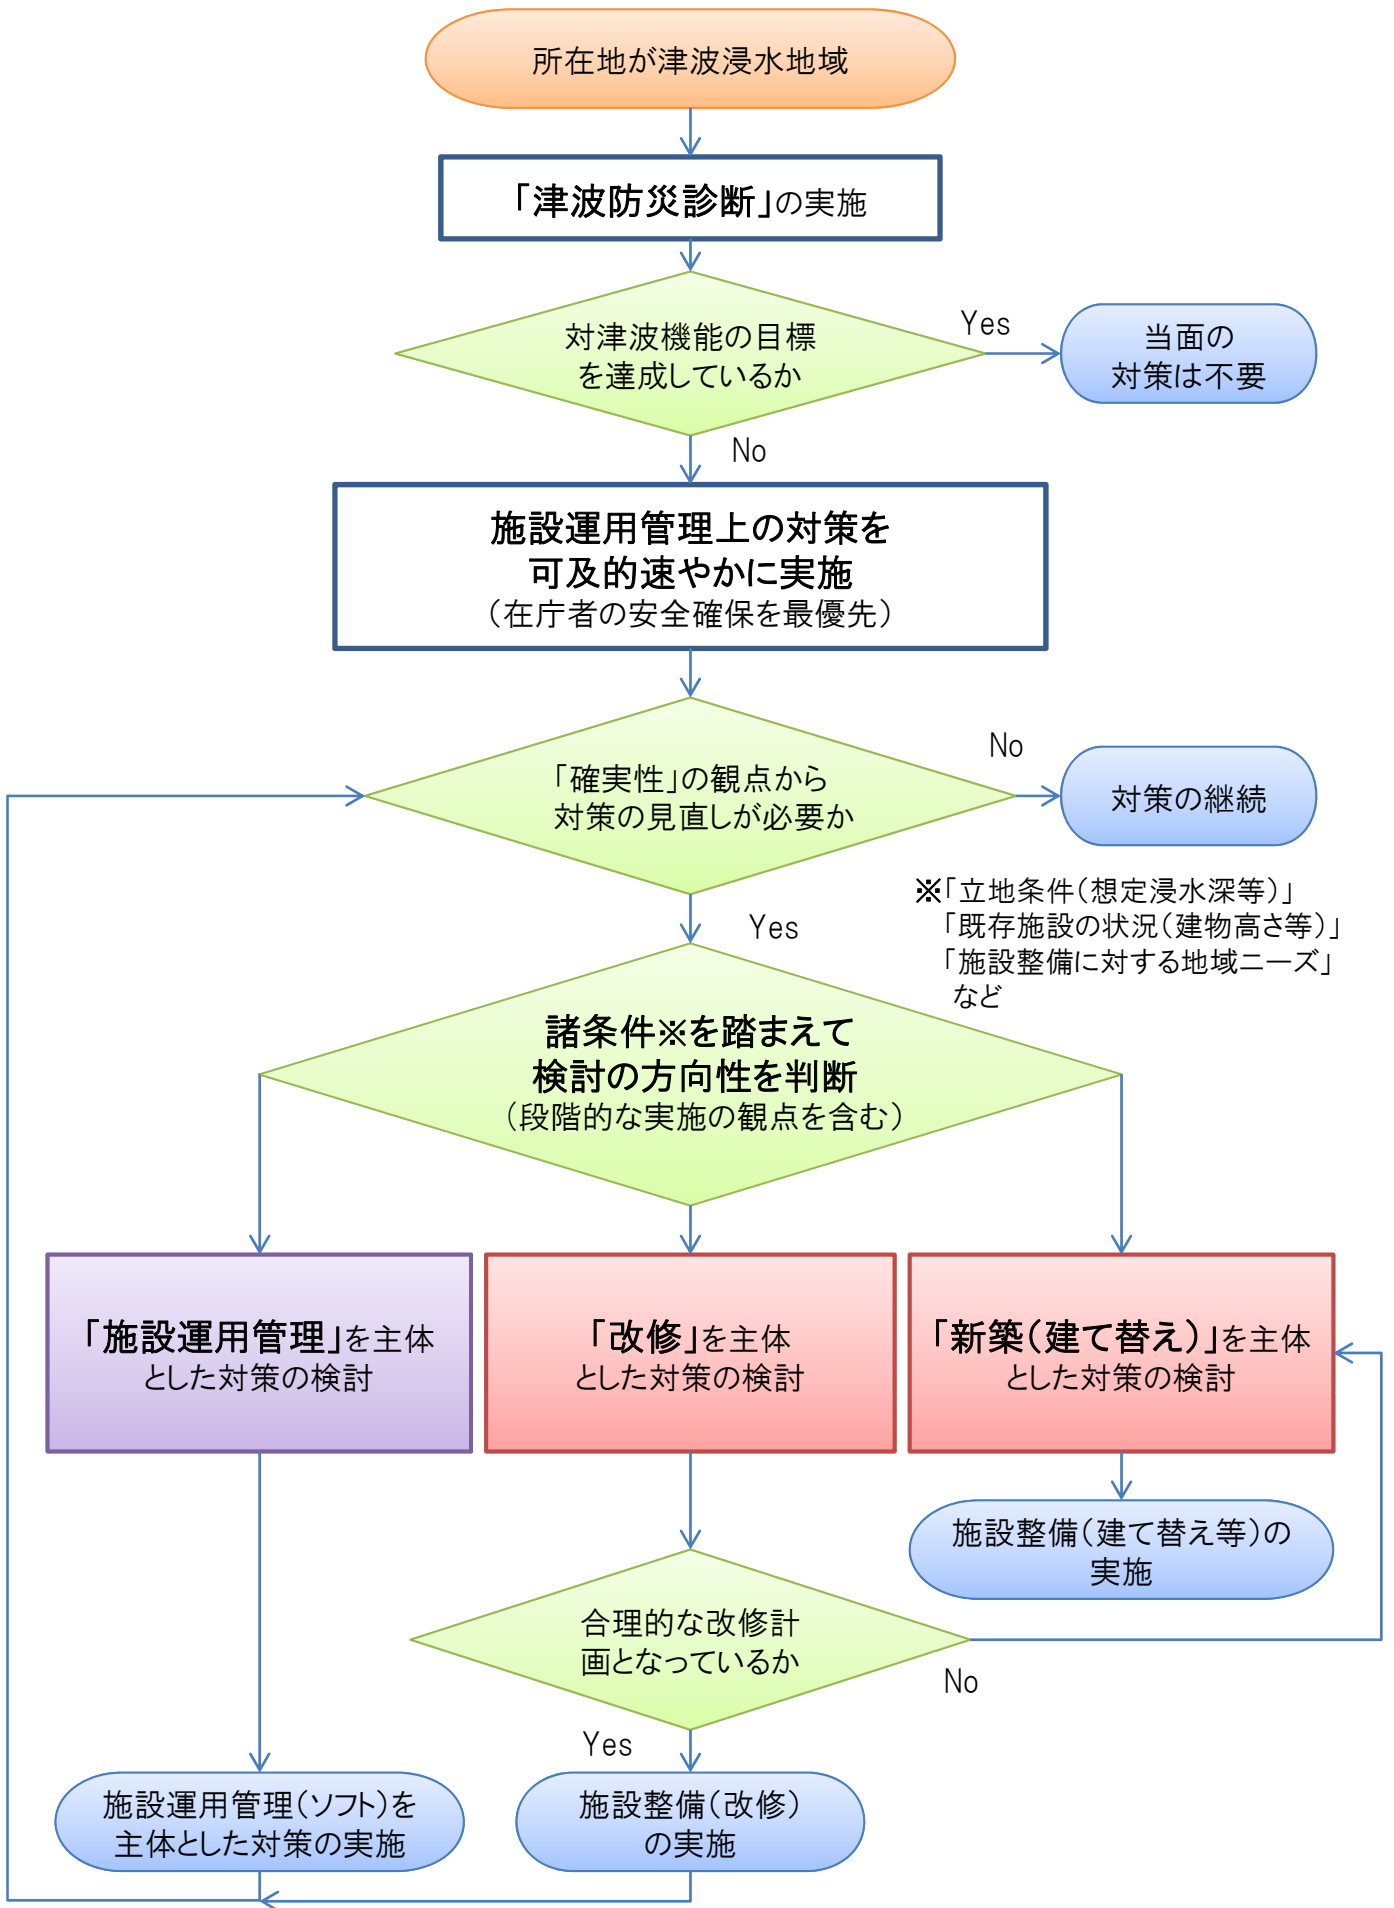 所在地が津波浸水地域
「津波防災診断」の実施
対津波機能の目標
を達成しているか
Yes
当面の
対策は不要
No
施設運用管理上の対策を
可及的速やかに実施
（在庁者の安全確保を最優先）
「確実性」の観点から
対策の見直しが必要か
No
対策の継続
Yes
※「立地条件（想定浸水深等）」
「既存施設の状況（建物高さ等）」
「施設整備に対する地域ニーズ」
など
諸条件※を踏まえて
検討の方向性を判断
（段階的な実施の観点を含む）
「施設運用管理」を主体
とした対策の検討
「改修」を主体
とした対策の検討
「新築（建て替え）」を主体
とした対策の検討
施設整備（建て替え等）の
実施
合理的な改修計
画となっているか
No
Yes
施設運用管理（ソフト）を
主体とした対策の実施
施設整備（改修）
の実施